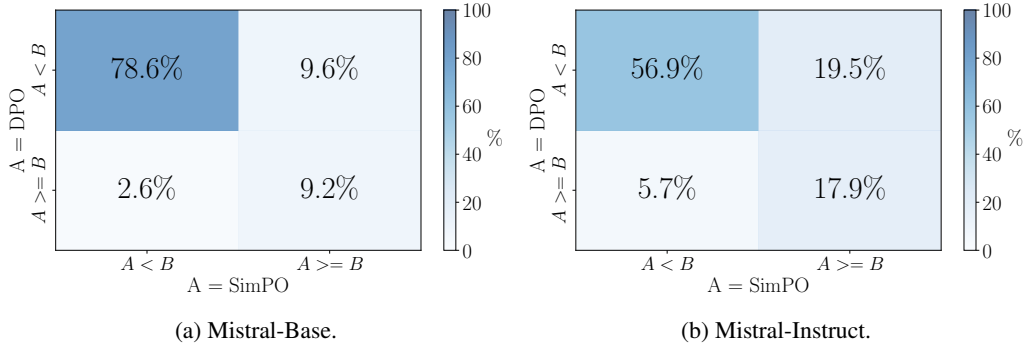 A = DPO
A < B
A >= B
78.6%
9.6%
2.6%
9.2%
A < B
A >= B
A = SimPO
100
80
60
40
20
0
%
(a) Mistral-Base.
A = DPO
A < B
A >= B
56.9%
19.5%
5.7%
17.9%
A < B
A >= B
A = SimPO
100
80
60
40
20
0
%
(b) Mistral-Instruct.